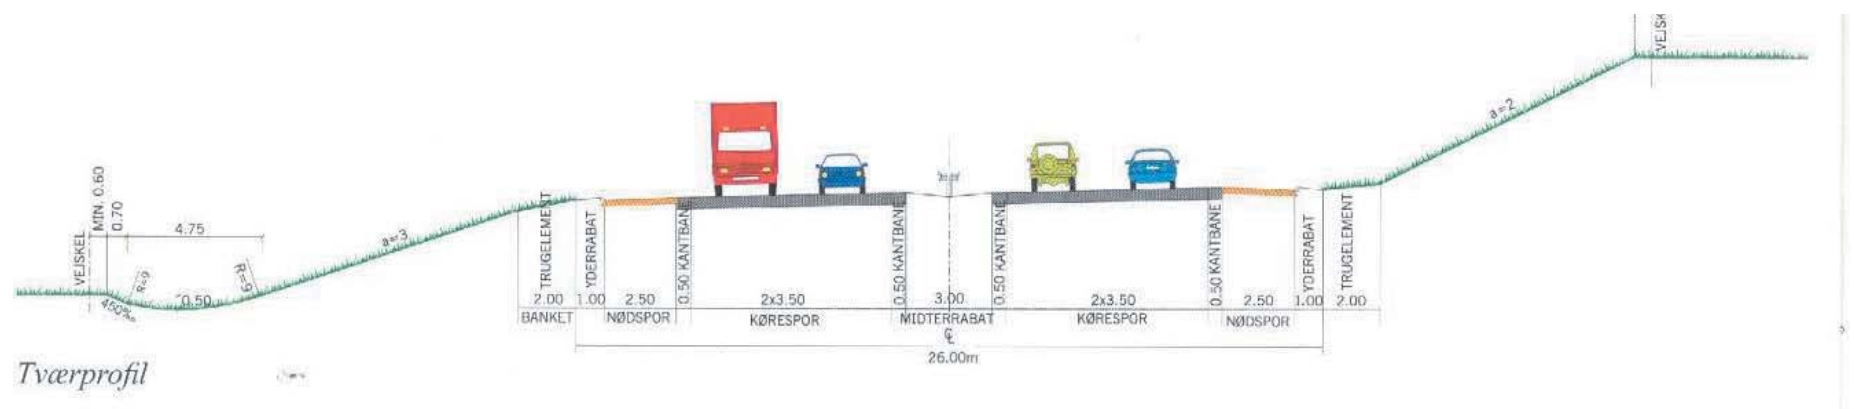 VEJSKEL
MIN. 0.60
0.70
4.75
R=9
450‰
0.50
R=9
a=3
TRUGELEMENT
YDERRABAT
0.50 KANTBANE
0.50 KANTBANE
0.50 KANTBANE
0.50 KANTBANE
YDERRABAT
TRUGELEMENT
a=2
VEJSK
2.00 1.00 2.50 2x3.50 3.00 2x3.50 2.50 1.00 2.00
BANKET NØDSPOR KØRESPOR MIDTERRABAT KØRESPOR NØDSPOR
℄
26.00m
Tværprofil